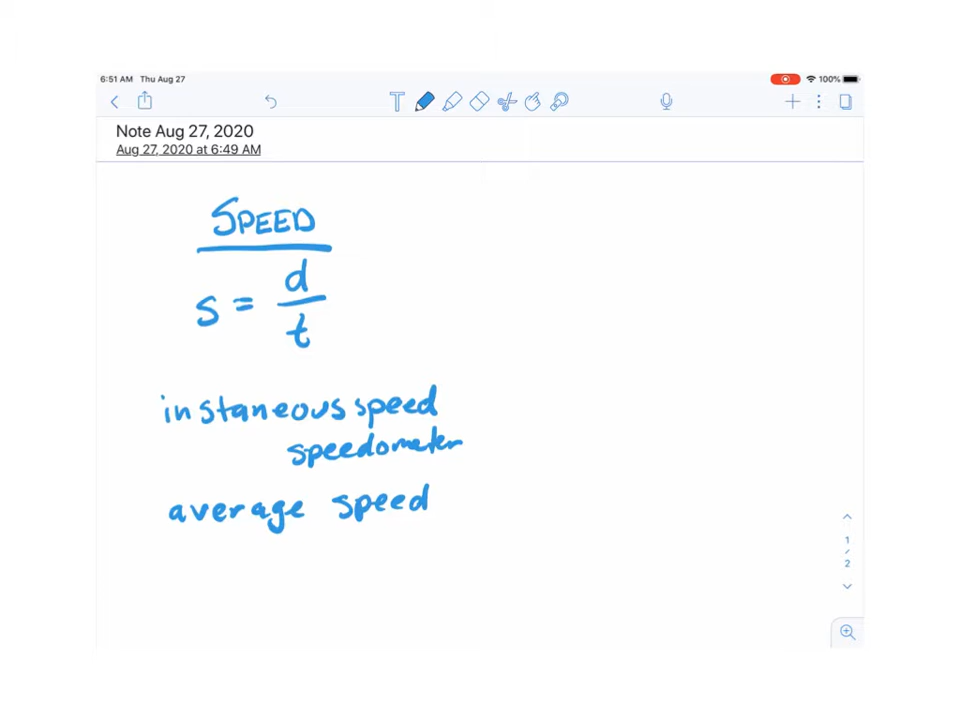 6:51 AM Thu Aug 27
100%
T
Note Aug 27, 2020
Aug 27, 2020 at 6:49 AM
SPEED
s = d/t
instaneous speed
speedometer
average speed
1
/
2